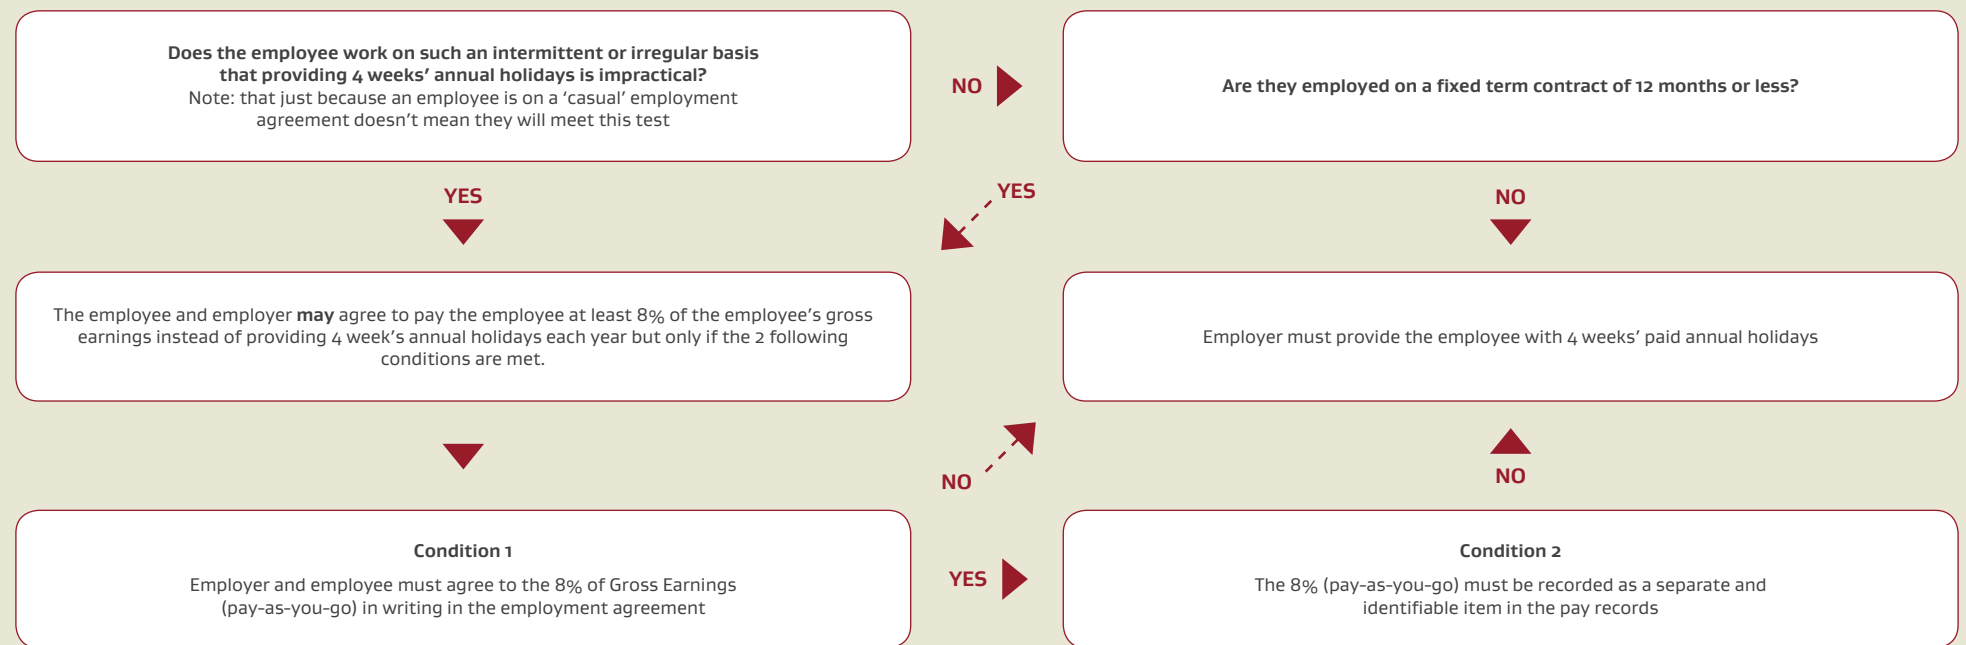 Does the employee work on such an intermittent or irregular basis
that providing 4 weeks’ annual holidays is impractical?
Note: that just because an employee is on a ‘casual’ employment
agreement doesn’t mean they will meet this test
NO
Are they employed on a fixed term contract of 12 months or less?
YES
YES
NO
The employee and employer may agree to pay the employee at least 8% of the employee’s gross
earnings instead of providing 4 week’s annual holidays each year but only if the 2 following
conditions are met.
Employer must provide the employee with 4 weeks’ paid annual holidays
NO
NO
Condition 1
Employer and employee must agree to the 8% of Gross Earnings
(pay-as-you-go) in writing in the employment agreement
YES
Condition 2
The 8% (pay-as-you-go) must be recorded as a separate and
identifiable item in the pay records